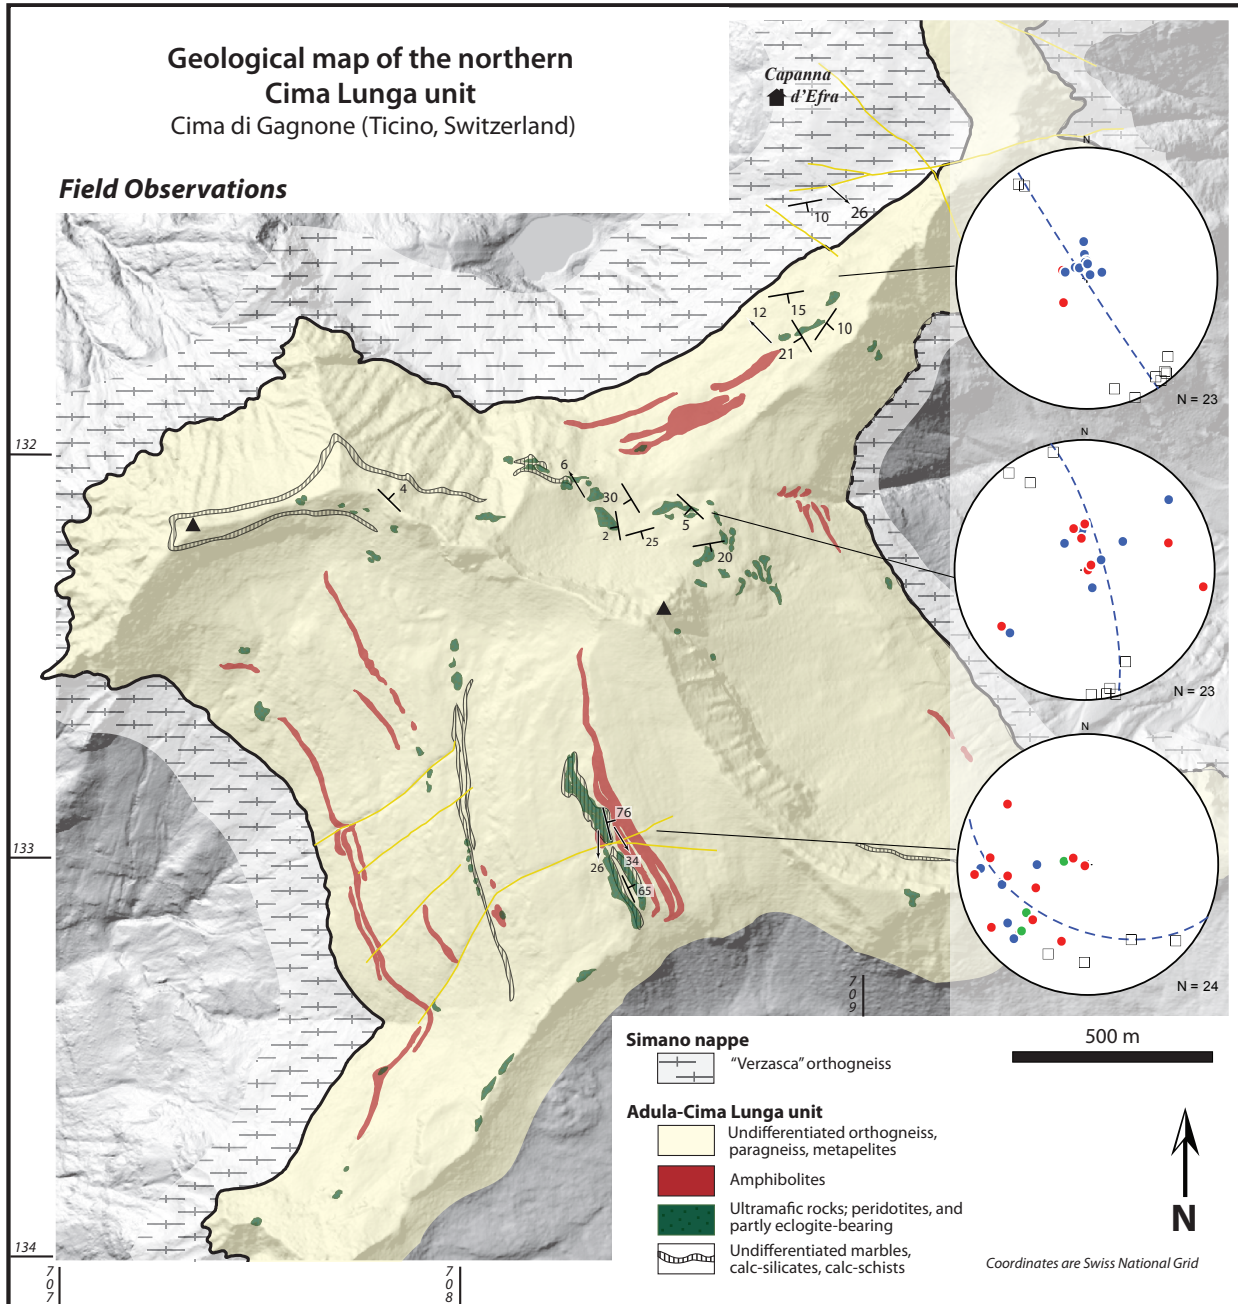 Geological map of the northern
Cima Lunga unit
Cima di Gagnone (Ticino, Switzerland)
Field Observations
Capanna
d'Efra
10
26
12
15
10
21
N
N = 23
132
4
6
30
5
2
25
20
N
N = 23
133
76
26
34
65
N
N = 24
709
500 m
Simano nappe
"Verzasca" orthogneiss
Adula-Cima Lunga unit
Undifferentiated orthogneiss,
paragneiss, metapelites
Amphibolites
Ultramafic rocks; peridotites, and
partly eclogite-bearing
Undifferentiated marbles,
calc-silicates, calc-schists
N
Coordinates are Swiss National Grid
134
707
708